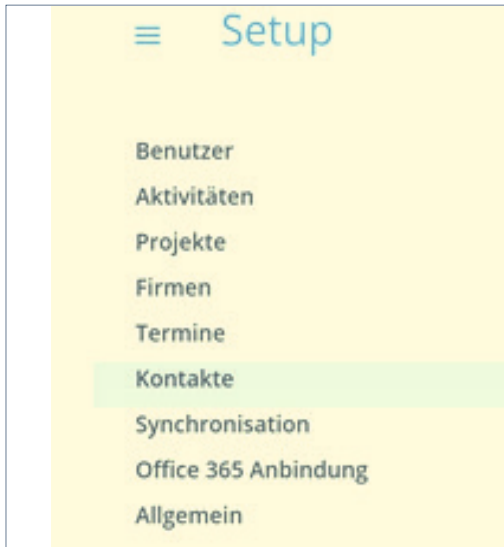 Setup
Benutzer
Aktivitäten
Projekte
Firmen
Termine
Kontakte
Synchronisation
Office 365 Anbindung
Allgemein